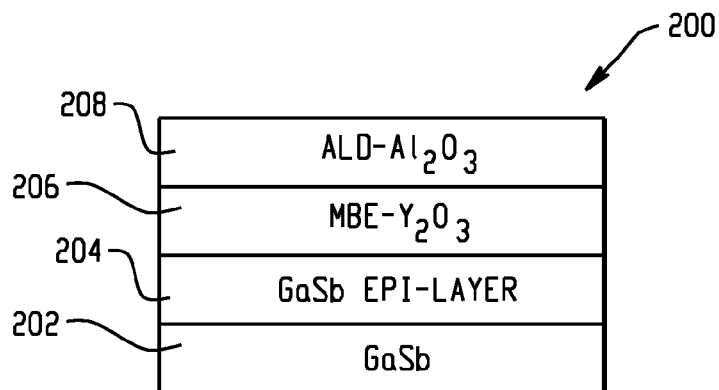 200
208
ALD-Al₂O₃
206
MBE-Y₂O₃
204
GaSb EPI-LAYER
202
GaSb